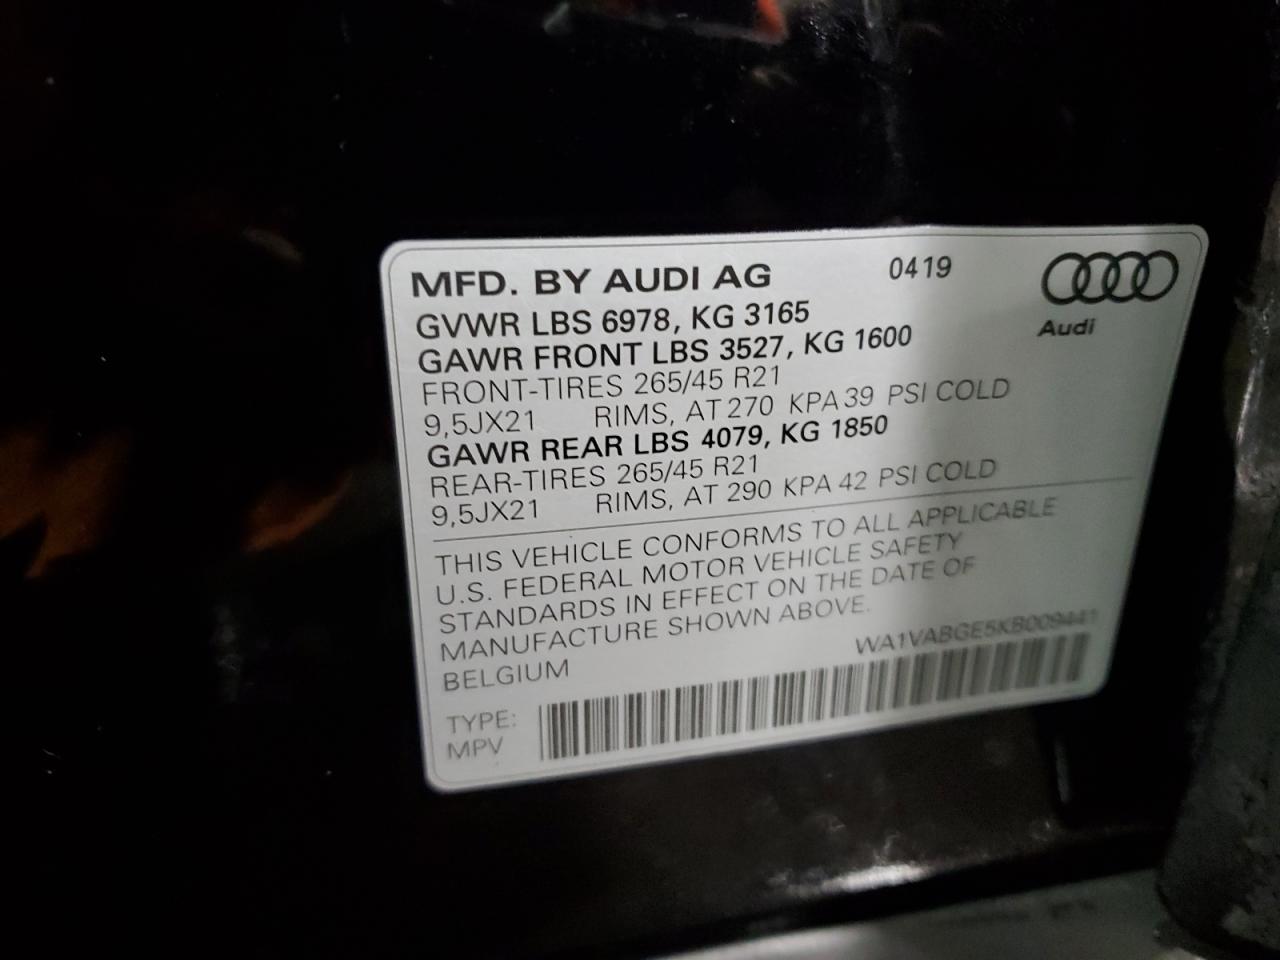 MFD. BY AUDI AG 0419
Audi
GVWR LBS 6978, KG 3165
GAWR FRONT LBS 3527, KG 1600
FRONT-TIRES 265/45 R21
9,5JX21 RIMS, AT 270 KPA 39 PSI COLD
GAWR REAR LBS 4079, KG 1850
REAR-TIRES 265/45 R21
9,5JX21 RIMS, AT 290 KPA 42 PSI COLD
THIS VEHICLE CONFORMS TO ALL APPLICABLE
U.S. FEDERAL MOTOR VEHICLE SAFETY
STANDARDS IN EFFECT ON THE DATE OF
MANUFACTURE SHOWN ABOVE.
BELGIUM WA1VABGE5KB009441
TYPE:
MPV